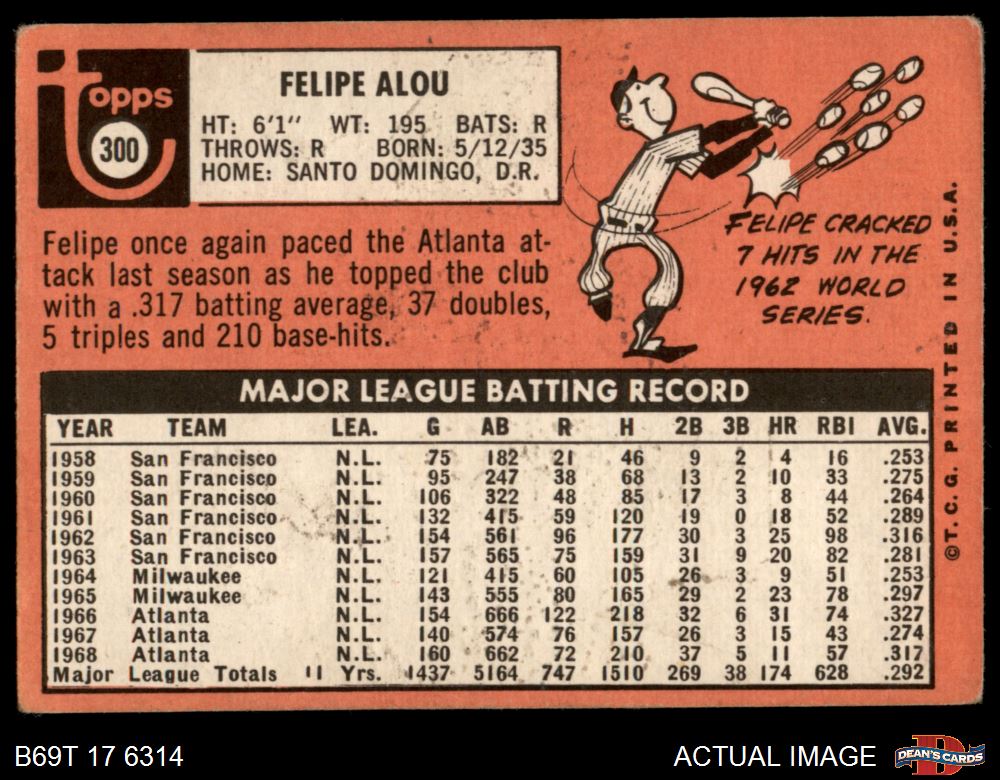 Topps
300
FELIPE ALOU
HT: 6'1" WT: 195 BATS: R
THROWS: R BORN: 5/12/35
HOME: SANTO DOMINGO, D.R.
Felipe once again paced the Atlanta at-
tack last season as he topped the club
with a .317 batting average, 37 doubles,
5 triples and 210 base-hits.
FELIPE CRACKED
7 HITS IN THE
1962 WORLD
SERIES.
©T. C. G. PRINTED IN U.S.A.
MAJOR LEAGUE BATTING RECORD
YEAR TEAM LEA. G AB R H 2B 3B HR RBI AVG.
1958 San Francisco N.L. 75 182 21 46 9 2 4 16 .253
1959 San Francisco N.L. 95 247 38 68 13 2 10 33 .275
1960 San Francisco N.L. 106 322 48 85 17 3 8 44 .264
1961 San Francisco N.L. 132 415 59 120 19 0 18 52 .289
1962 San Francisco N.L. 154 561 96 177 30 3 25 98 .316
1963 San Francisco N.L. 157 565 75 159 31 9 20 82 .281
1964 Milwaukee N.L. 121 415 60 105 26 3 9 51 .253
1965 Milwaukee N.L. 143 555 80 165 29 2 23 78 .297
1966 Atlanta N.L. 154 666 122 218 32 6 31 74 .327
1967 Atlanta N.L. 140 574 76 157 26 3 15 43 .274
1968 Atlanta N.L. 160 662 72 210 37 5 11 57 .317
Major League Totals 11 Yrs. 1437 5164 747 1510 269 38 174 628 .292
B69T 17 6314
ACTUAL IMAGE
D
DEAN'S CARDS